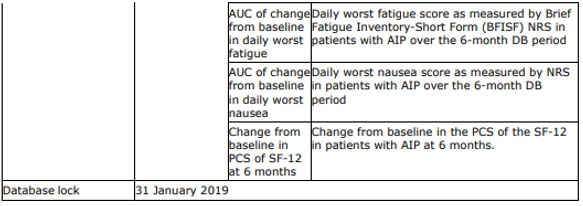 AUC of change Daily worst fatigue score as measured by Brief
from baseline Fatigue Inventory-Short Form (BFISF) NRS in
in daily worst patients with AIP over the 6-month DB period
fatigue
AUC of change Daily worst nausea score as measured by NRS
from baseline in patients with AIP over the 6-month DB
in daily worst period
nausea
Change from Change from baseline in the PCS of the SF-12
baseline in in patients with AIP at 6 months.
PCS of SF-12
at 6 months
Database lock 31 January 2019